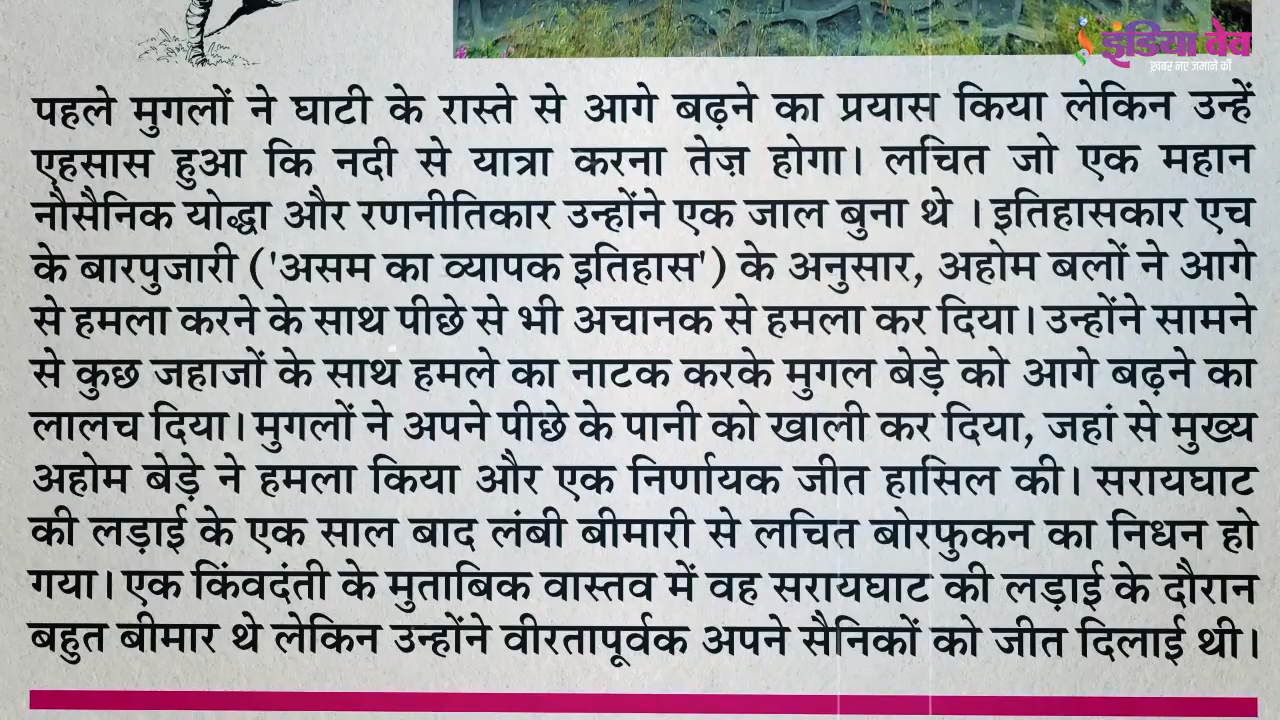 इंडिया तेव
ख़बर नए ज़माने की
पहले मुगलों ने घाटी के रास्ते से आगे बढ़ने का प्रयास किया लेकिन उन्हें
एहसास हुआ कि नदी से यात्रा करना तेज़ होगा। लचित जो एक महान
नौसैनिक योद्धा और रणनीतिकार उन्होंने एक जाल बुना थे । इतिहासकार एच
के बारपुजारी ('असम का व्यापक इतिहास') के अनुसार, अहोम बलों ने आगे
से हमला करने के साथ पीछे से भी अचानक से हमला कर दिया। उन्होंने सामने
से कुछ जहाजों के साथ हमले का नाटक करके मुगल बेड़े को आगे बढ़ने का
लालच दिया। मुगलों ने अपने पीछे के पानी को खाली कर दिया, जहां से मुख्य
अहोम बेड़े ने हमला किया और एक निर्णायक जीत हासिल की। सरायघाट
की लड़ाई के एक साल बाद लंबी बीमारी से लचित बोरफुकन का निधन हो
गया। एक किंवदंती के मुताबिक वास्तव में वह सरायघाट की लड़ाई के दौरान
बहुत बीमार थे लेकिन उन्होंने वीरतापूर्वक अपने सैनिकों को जीत दिलाई थी।